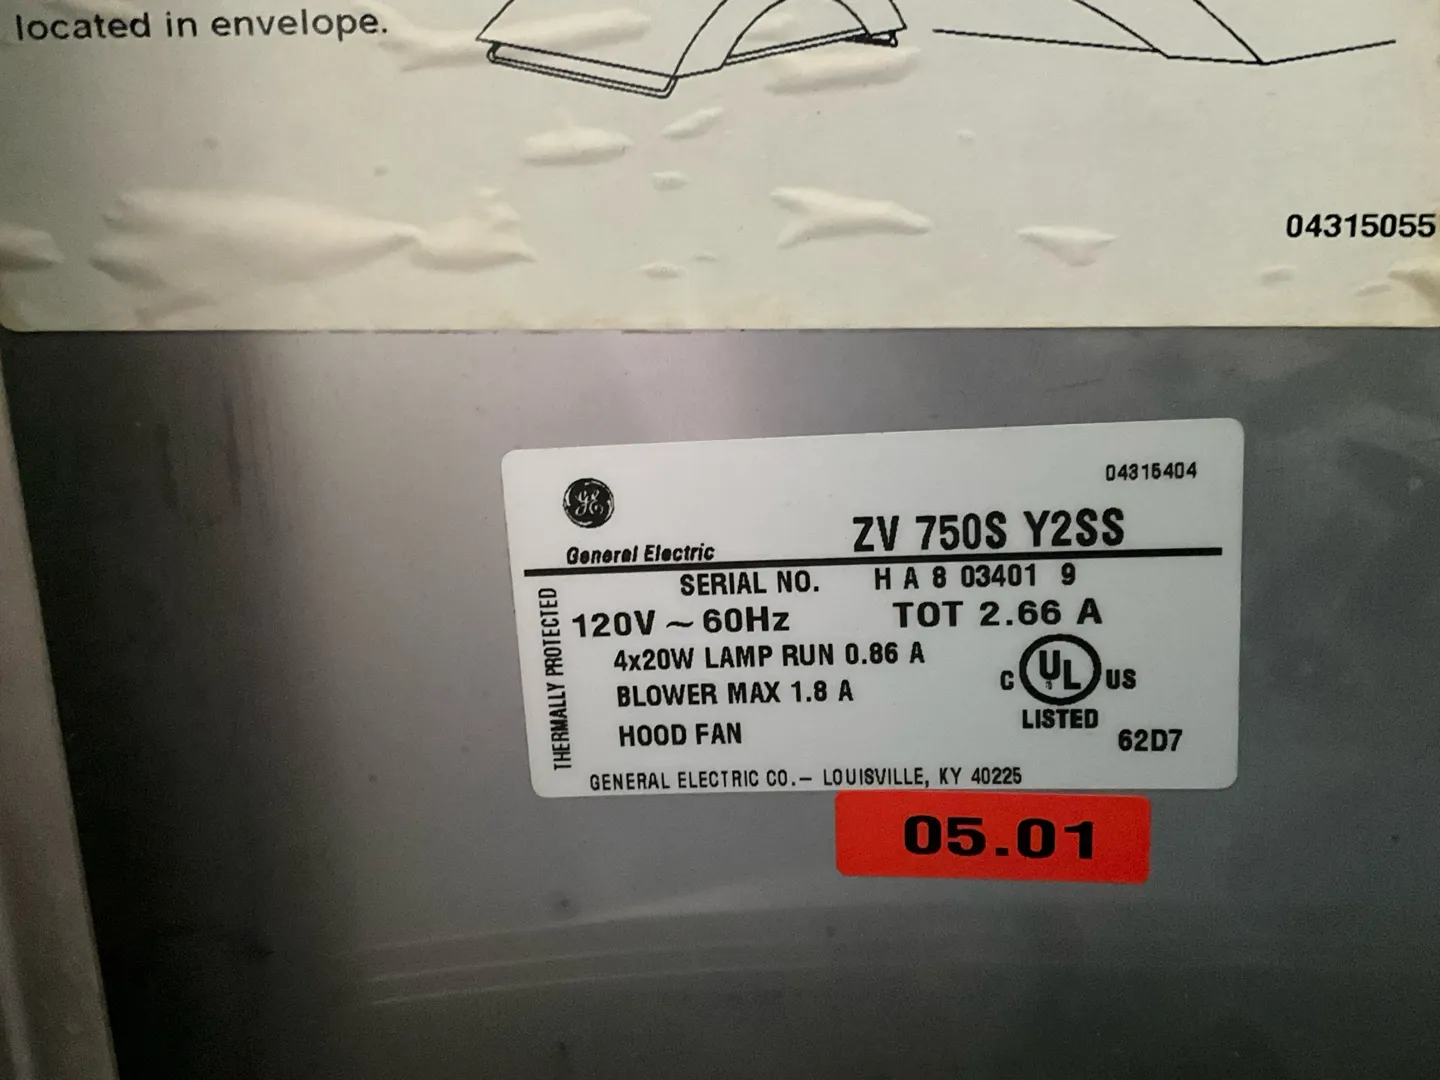 located in envelope.
04315055
04315404
General Electric
ZV 750S Y2SS
SERIAL NO. H A 8 03401 9
120V ~ 60Hz TOT 2.66 A
4x20W LAMP RUN 0.86 A
BLOWER MAX 1.8 A
HOOD FAN
THERMALLY PROTECTED
C UL US
LISTED
62D7
GENERAL ELECTRIC CO.– LOUISVILLE, KY 40225
05.01